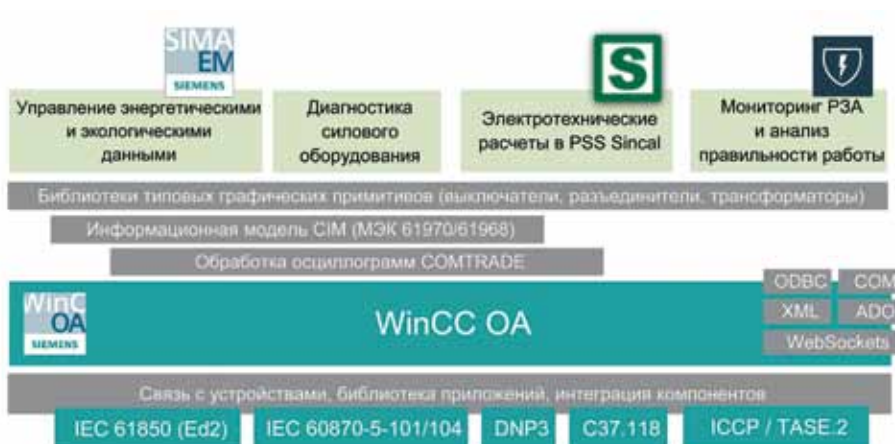 SIMA
EM
SIEMENS
S
Управление энергетическими
и экологическими
данными
Диагностика
силового
оборудования
Электротехнические
расчеты в PSS Sincal
Мониторинг РЗА
и анализ
правильности работы
Библиотеки типовых графических примитивов (выключатели, разъединители, трансформаторы)
Информационная модель CIM (МЭК 61970/61968)
Обработка осциллограмм COMTRADE
WinC
OA
SIEMENS
WinCC OA
ODBC
COM
XML
ADO
WebSockets
Связь с устройствами, библиотека приложений, интеграция компонентов
IEC 61850 (Ed2)
IEC 60870-5-101/104
DNP3
C37.118
ICCP / TASE.2